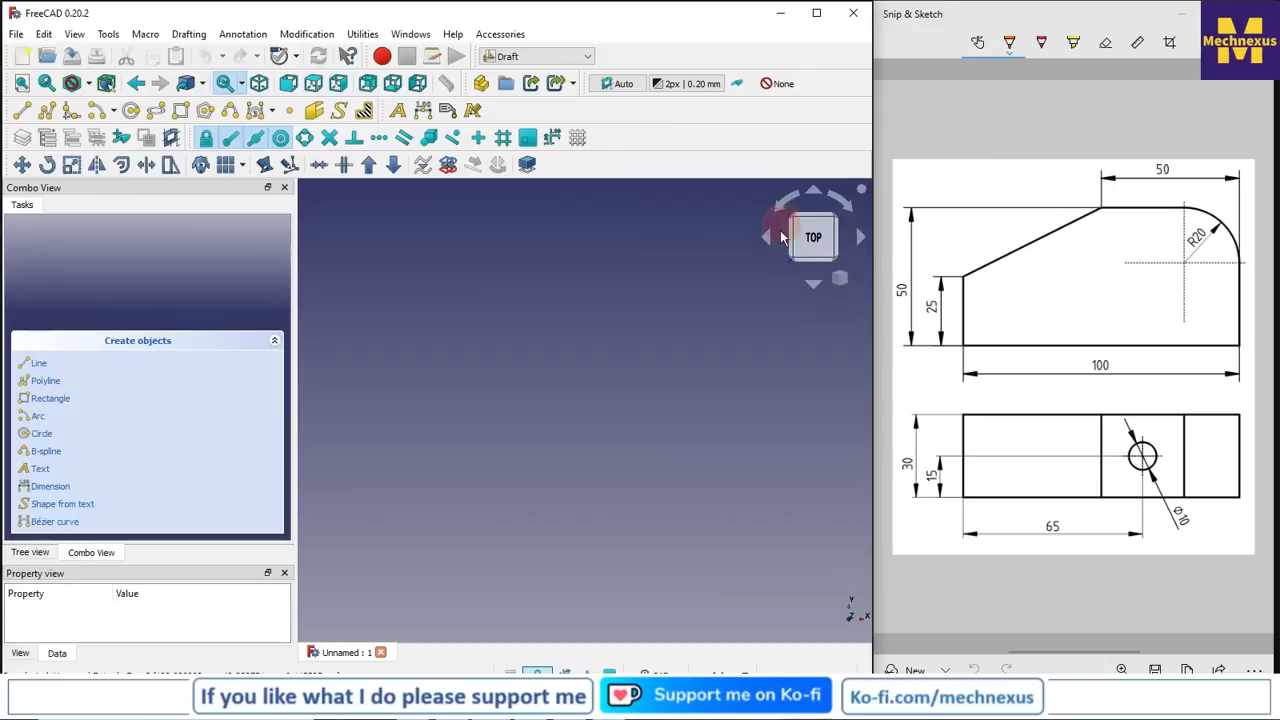 FreeCAD 0.20.2
File Edit View Tools Macro Drafting Annotation Modification Utilities Windows Help Accessories
Draft
Auto
2px | 0.20 mm
None
Combo View
Tasks
Create objects
Line
Polyline
Rectangle
Arc
Circle
B-spline
Text
Dimension
Shape from text
Bézier curve
Tree view
Combo View
Property view
Property Value
View
Data
TOP
Y
Z
X
Unnamed : 1
Snip & Sketch
Mechnexus
50
R20
50
25
100
30
15
Ø10
65
New
If you like what I do please support me
Support me on Ko-fi
Ko-fi.com/mechnexus